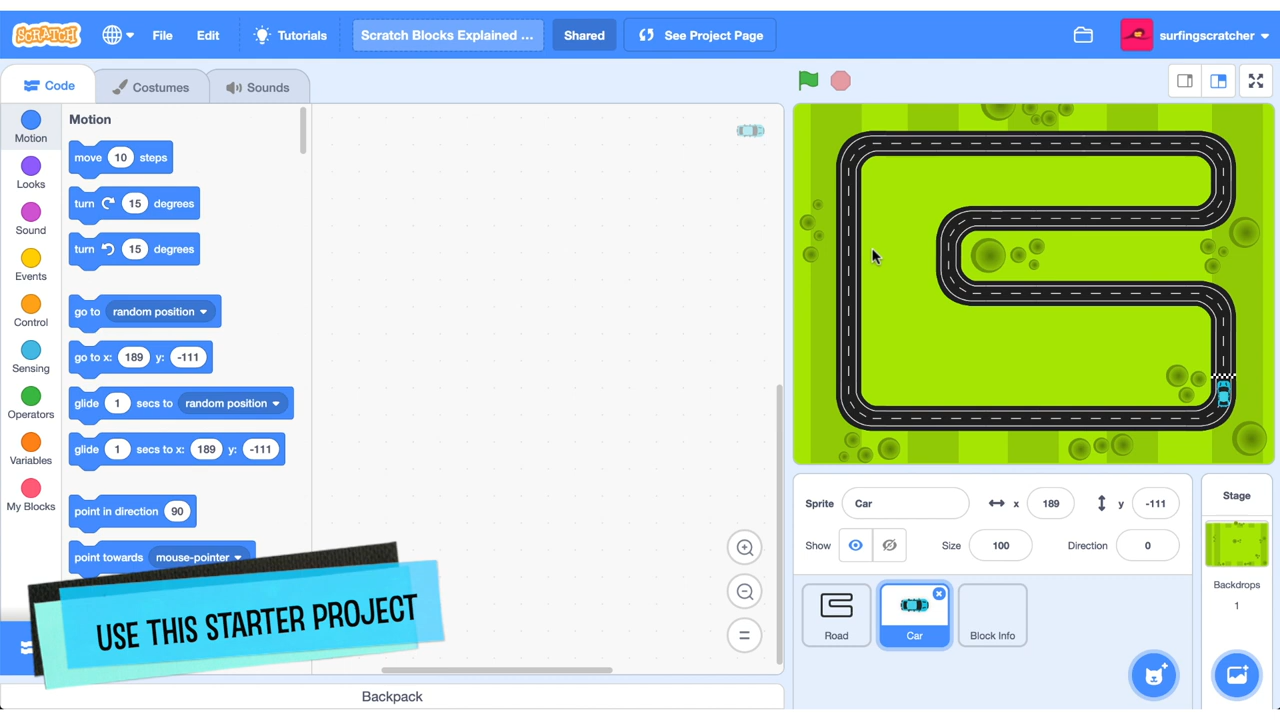 SCRATCH File Edit Tutorials Scratch Blocks Explained ... Shared See Project Page surfingscratcher
Code Costumes Sounds
Motion
Looks
Sound
Events
Control
Sensing
Operators
Variables
My Blocks
Motion
move 10 steps
turn 15 degrees
turn 15 degrees
go to random position
go to x: 189 y: -111
glide 1 secs to random position
glide 1 secs to x: 189 y: -111
point in direction 90
point towards mouse-pointer
USE THIS STARTER PROJECT
Backpack
Sprite Car x 189 y -111
Show Size 100 Direction 0
Road Car Block Info
Stage
Backdrops
1